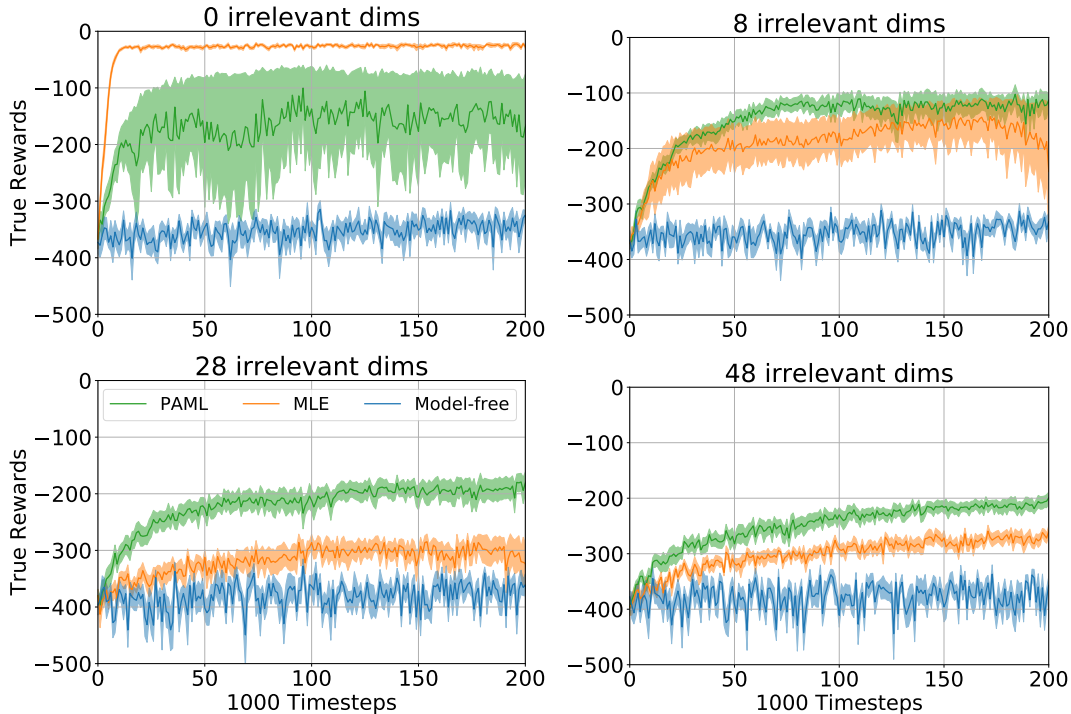 0 irrelevant dims
True Rewards
0
−100
−200
−300
−400
−500
0 50 100 150 200
8 irrelevant dims
0
−100
−200
−300
−400
−500
0 50 100 150 200
28 irrelevant dims
PAML MLE Model-free
True Rewards
0
−100
−200
−300
−400
−500
0 50 100 150 200
1000 Timesteps
48 irrelevant dims
0
−100
−200
−300
−400
−500
0 50 100 150 200
1000 Timesteps